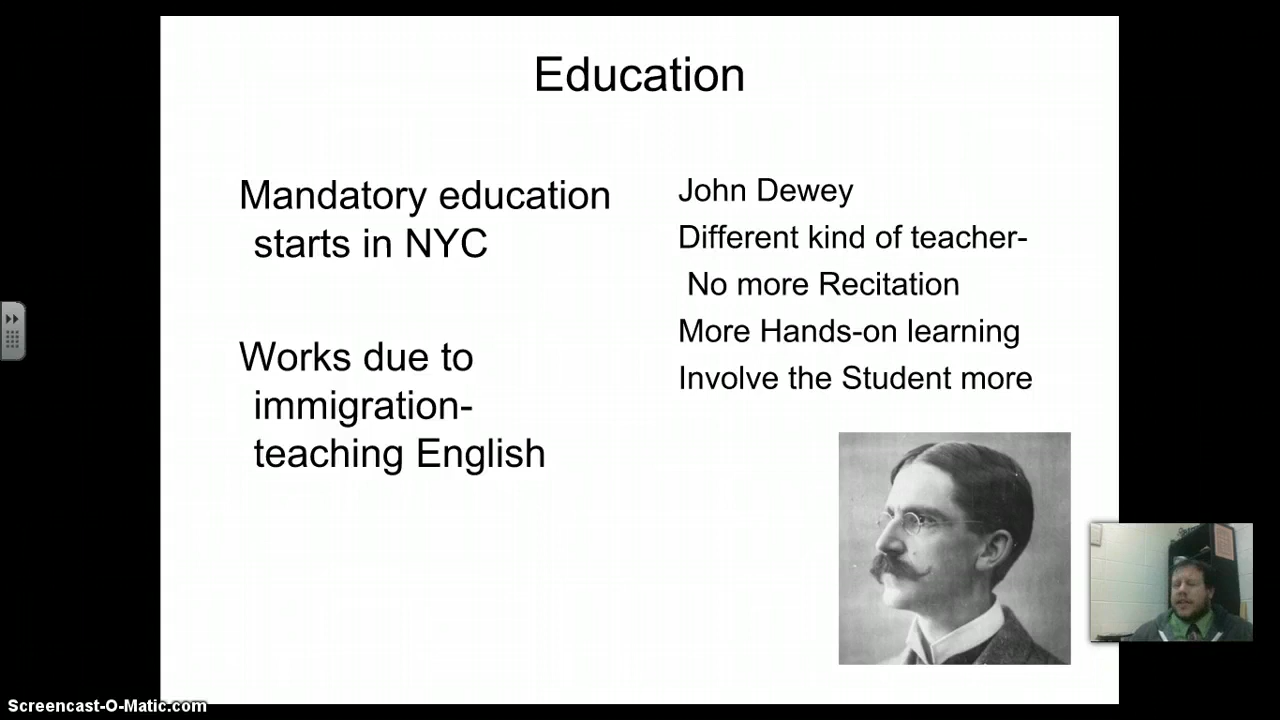 Education
Mandatory education
starts in NYC
Works due to
immigration-
teaching English
John Dewey
Different kind of teacher-
No more Recitation
More Hands-on learning
Involve the Student more
Screencast-O-Matic.com